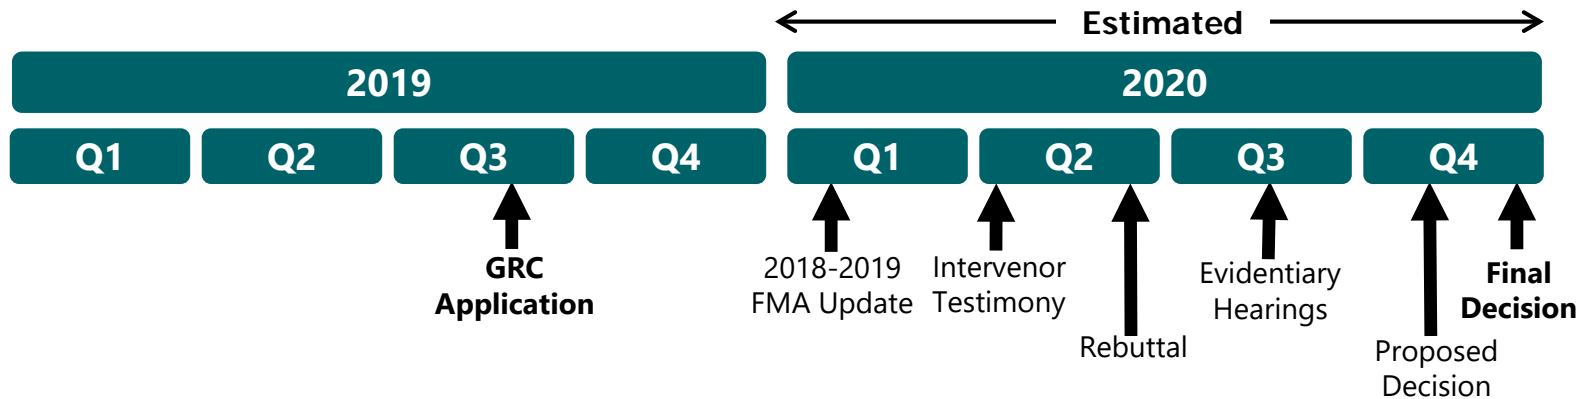 Estimated
2019
2020
Q1
Q2
Q3
Q4
Q1
Q2
Q3
Q4
GRC
Application
2018-2019
FMA Update
Intervenor
Testimony
Rebuttal
Evidentiary
Hearings
Proposed
Decision
Final
Decision